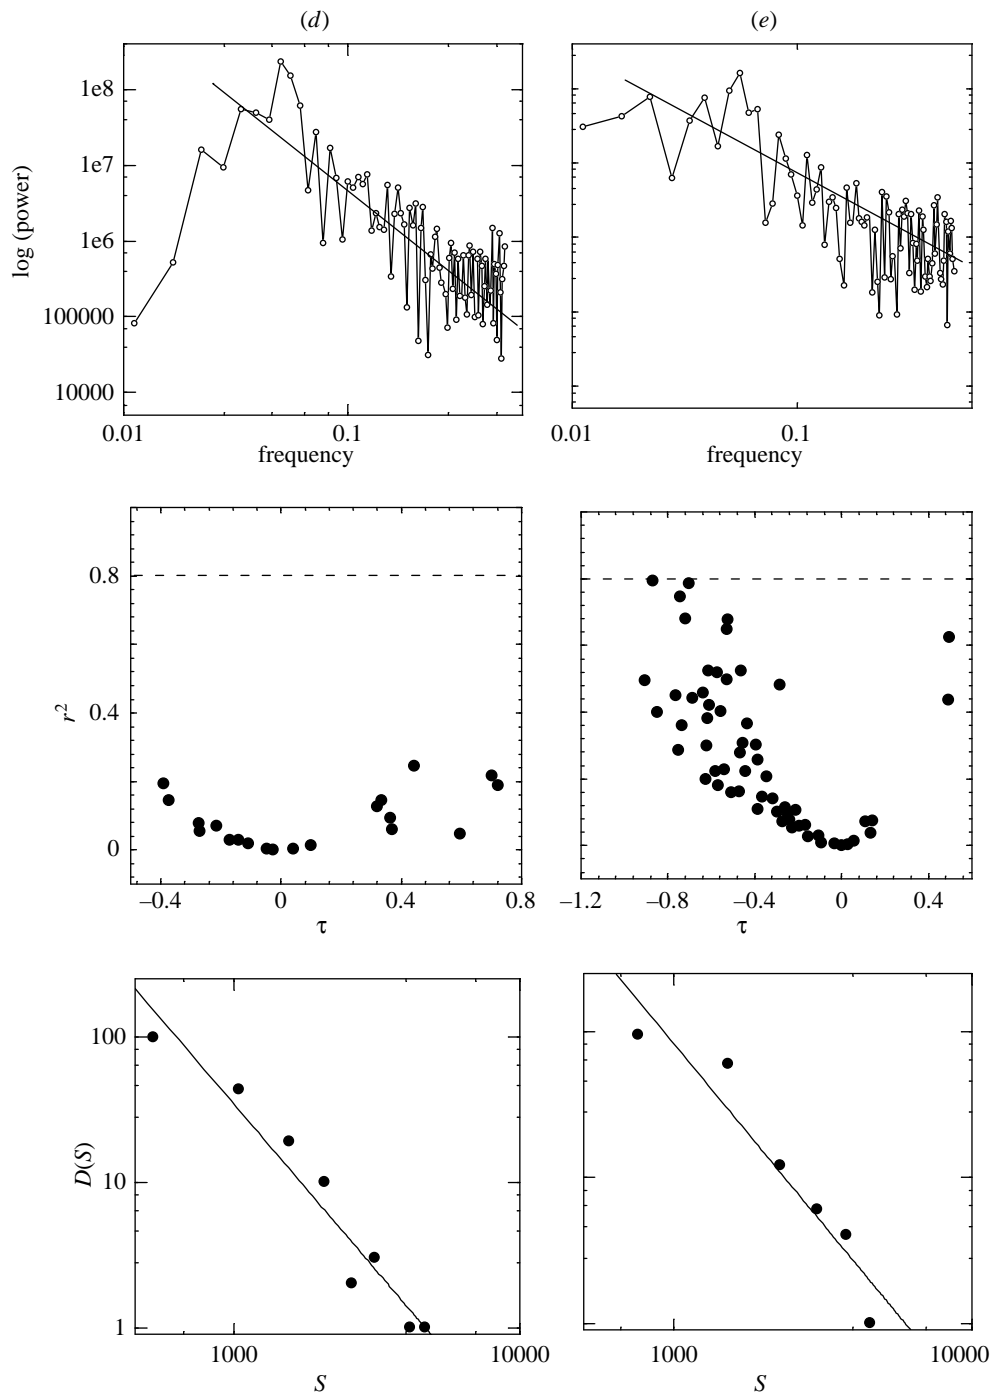 (d) (e)
1e8
1e7
1e6
100000
10000
log (power)
0.01 0.1 0.01 0.1
frequency frequency
0.8
0.4
0
r²
−0.4 0 0.4 0.8 −1.2 −0.8 −0.4 0 0.4
τ τ
100
10
1
D(S)
1000 10000 1000 10000
S S